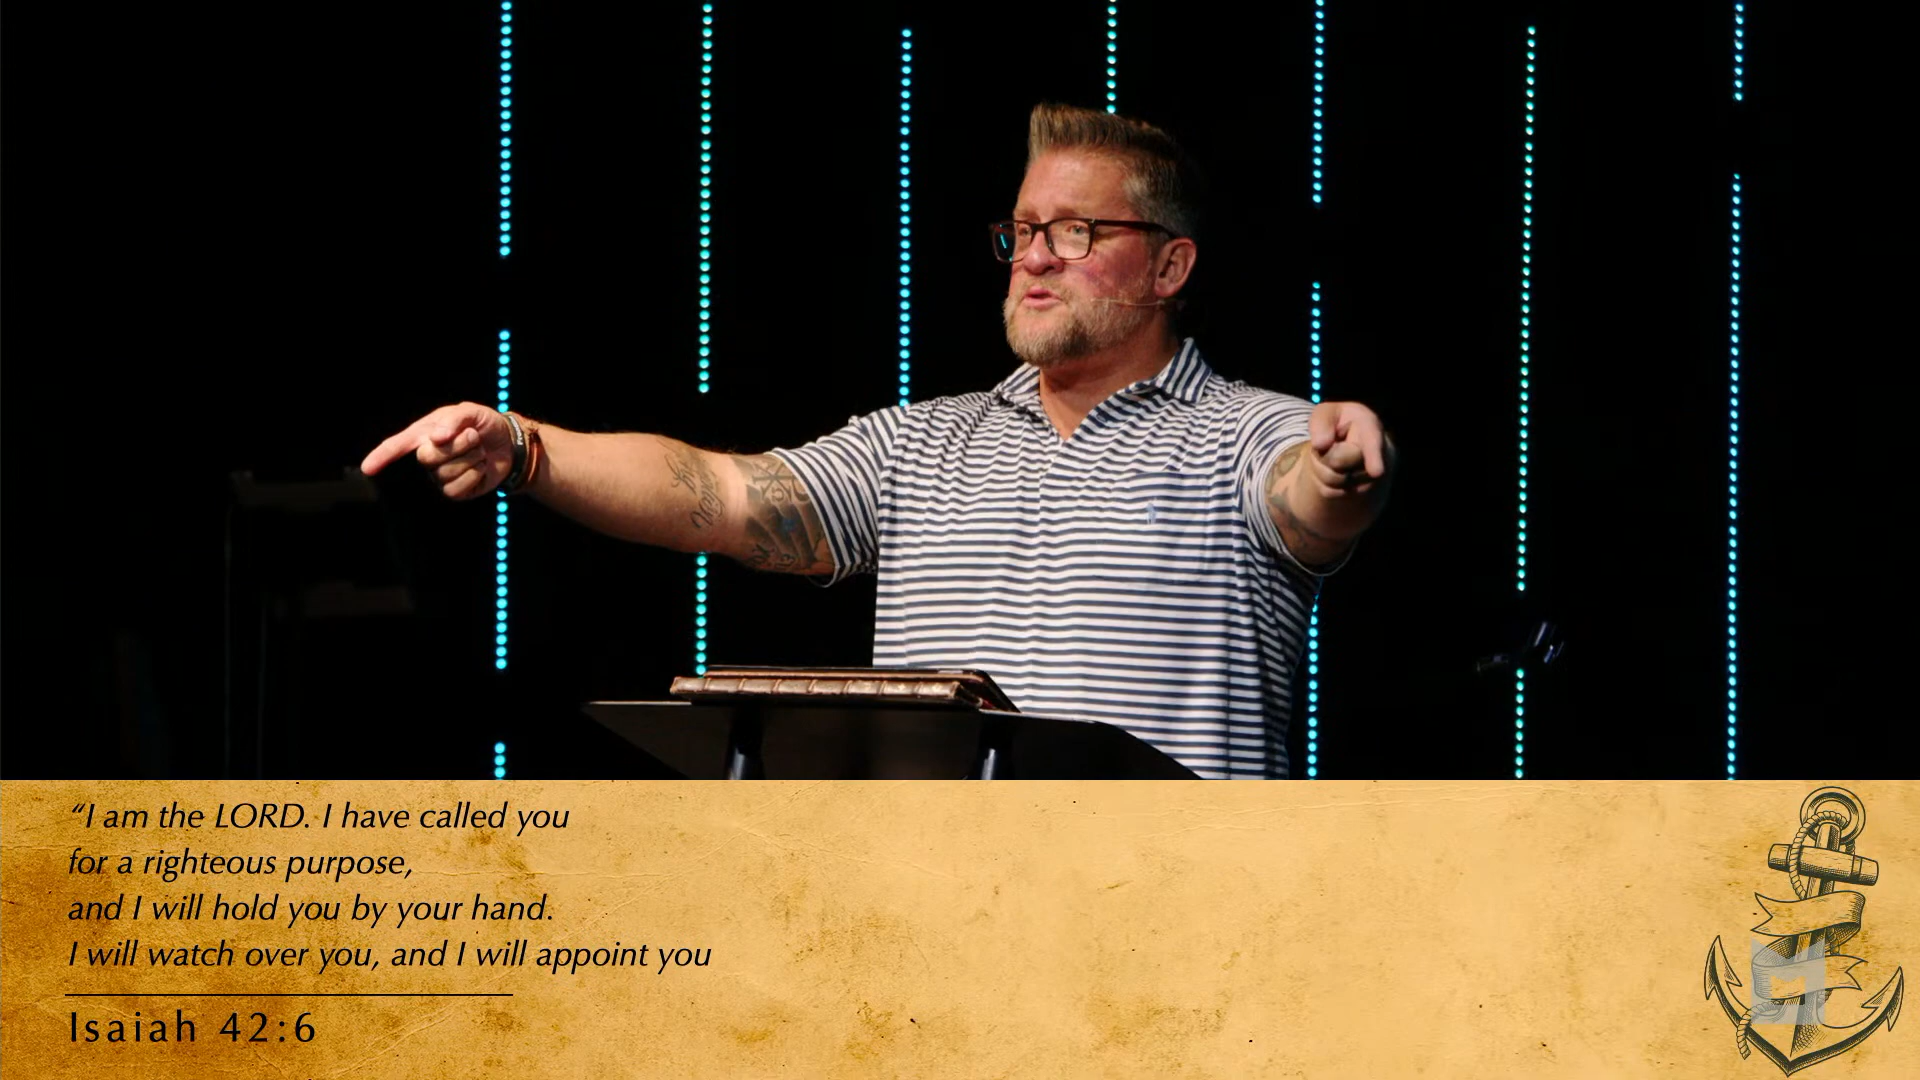 “I am the LORD. I have called you
for a righteous purpose,
and I will hold you by your hand.
I will watch over you, and I will appoint you
Isaiah 42:6